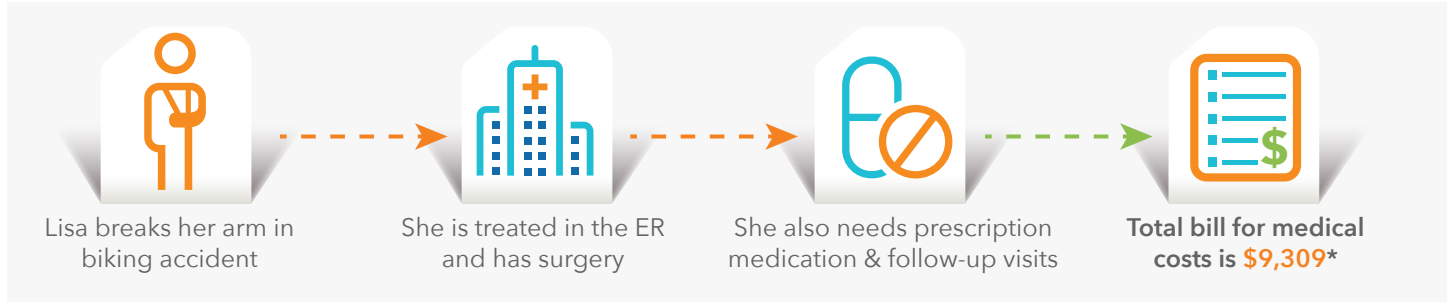 Lisa breaks her arm in
biking accident
She is treated in the ER
and has surgery
She also needs prescription
medication & follow-up visits
$
Total bill for medical
costs is $9,309*